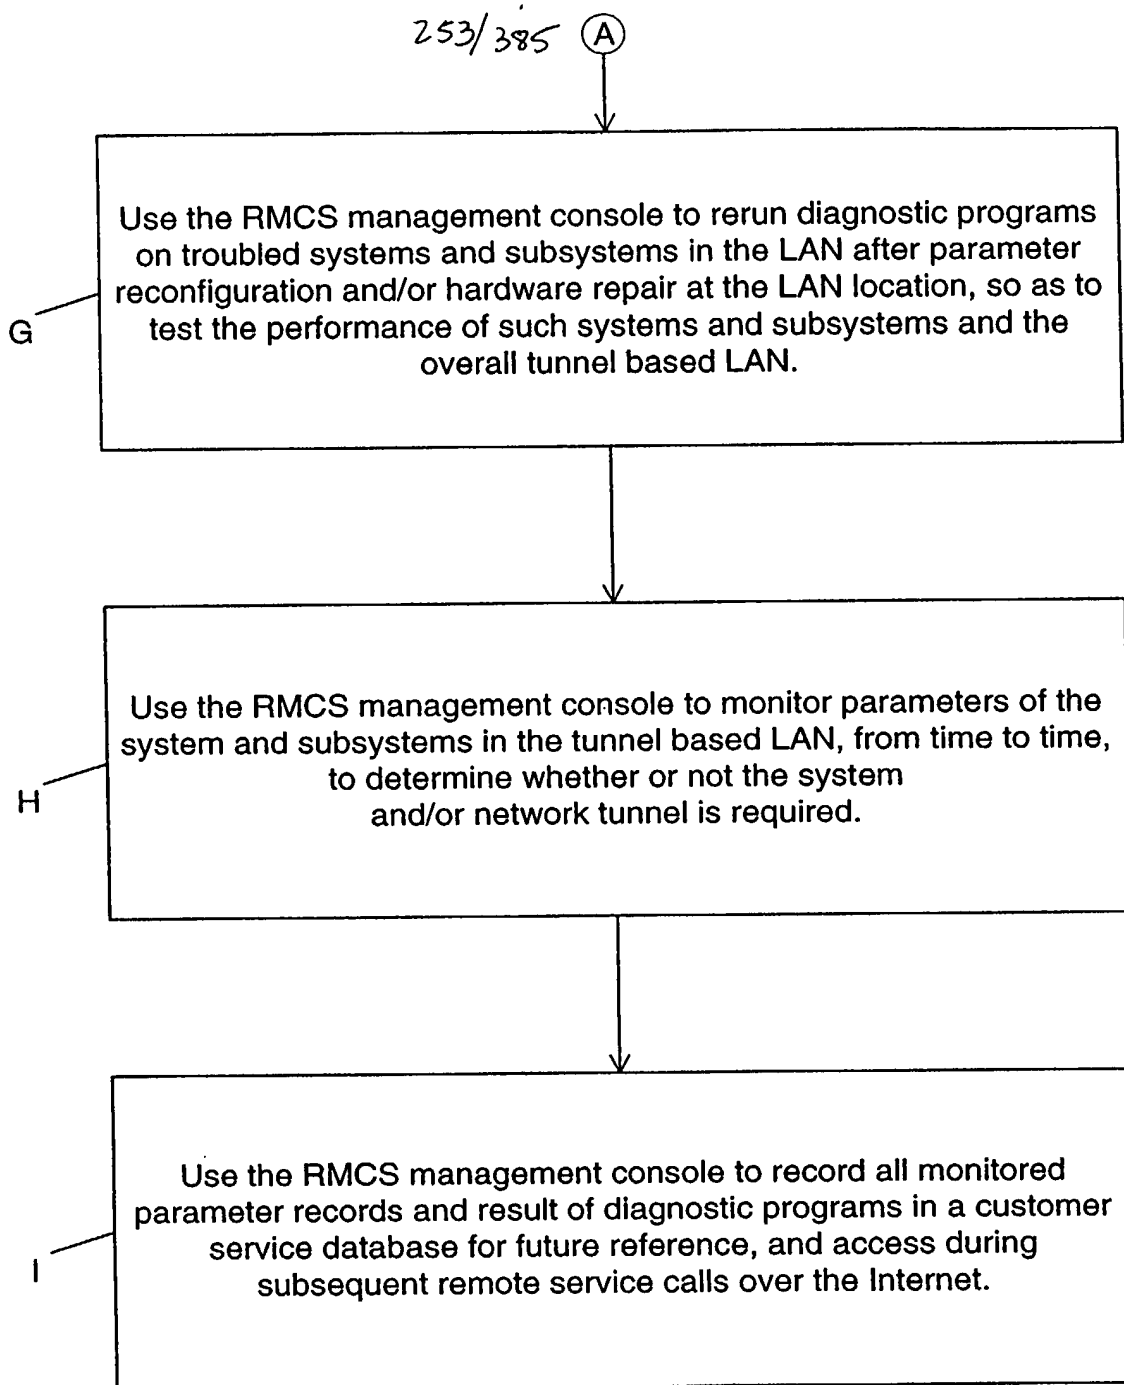 253/385 A
Use the RMCS management console to rerun diagnostic programs
on troubled systems and subsystems in the LAN after parameter
reconfiguration and/or hardware repair at the LAN location, so as to
test the performance of such systems and subsystems and the
overall tunnel based LAN.
G
Use the RMCS management console to monitor parameters of the
system and subsystems in the tunnel based LAN, from time to time,
to determine whether or not the system
and/or network tunnel is required.
H
Use the RMCS management console to record all monitored
parameter records and result of diagnostic programs in a customer
service database for future reference, and access during
subsequent remote service calls over the Internet.
I